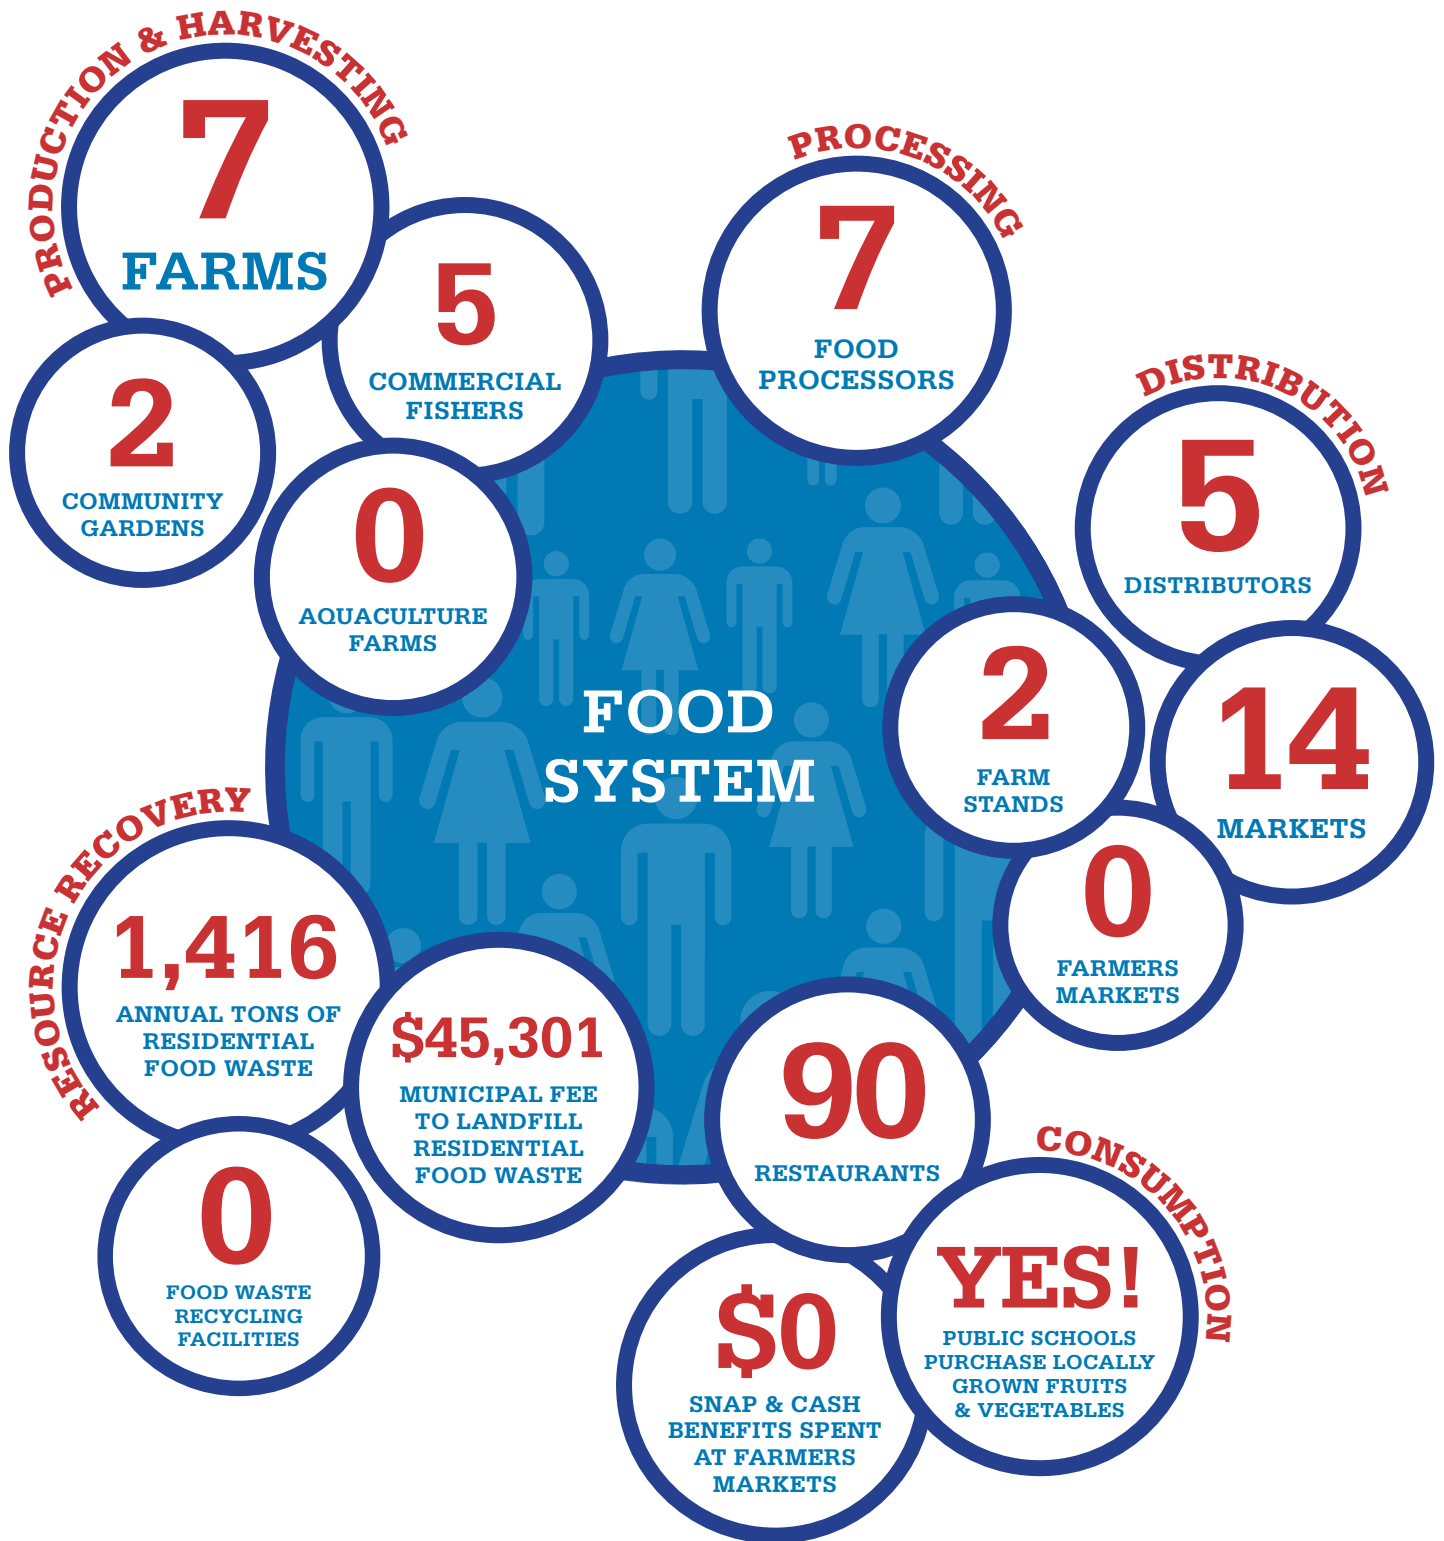 PRODUCTION & HARVESTING
7
FARMS
5
COMMERCIAL
FISHERS
2
COMMUNITY
GARDENS
0
AQUACULTURE
FARMS
PROCESSING
7
FOOD
PROCESSORS
DISTRIBUTION
5
DISTRIBUTORS
2
FARM
STANDS
14
MARKETS
0
FARMERS
MARKETS
FOOD
SYSTEM
RESOURCE RECOVERY
1,416
ANNUAL TONS OF
RESIDENTIAL
FOOD WASTE
$45,301
MUNICIPAL FEE
TO LANDFILL
RESIDENTIAL
FOOD WASTE
0
FOOD WASTE
RECYCLING
FACILITIES
CONSUMPTION
90
RESTAURANTS
YES!
PUBLIC SCHOOLS
PURCHASE LOCALLY
GROWN FRUITS
& VEGETABLES
$0
SNAP & CASH
BENEFITS SPENT
AT FARMERS
MARKETS